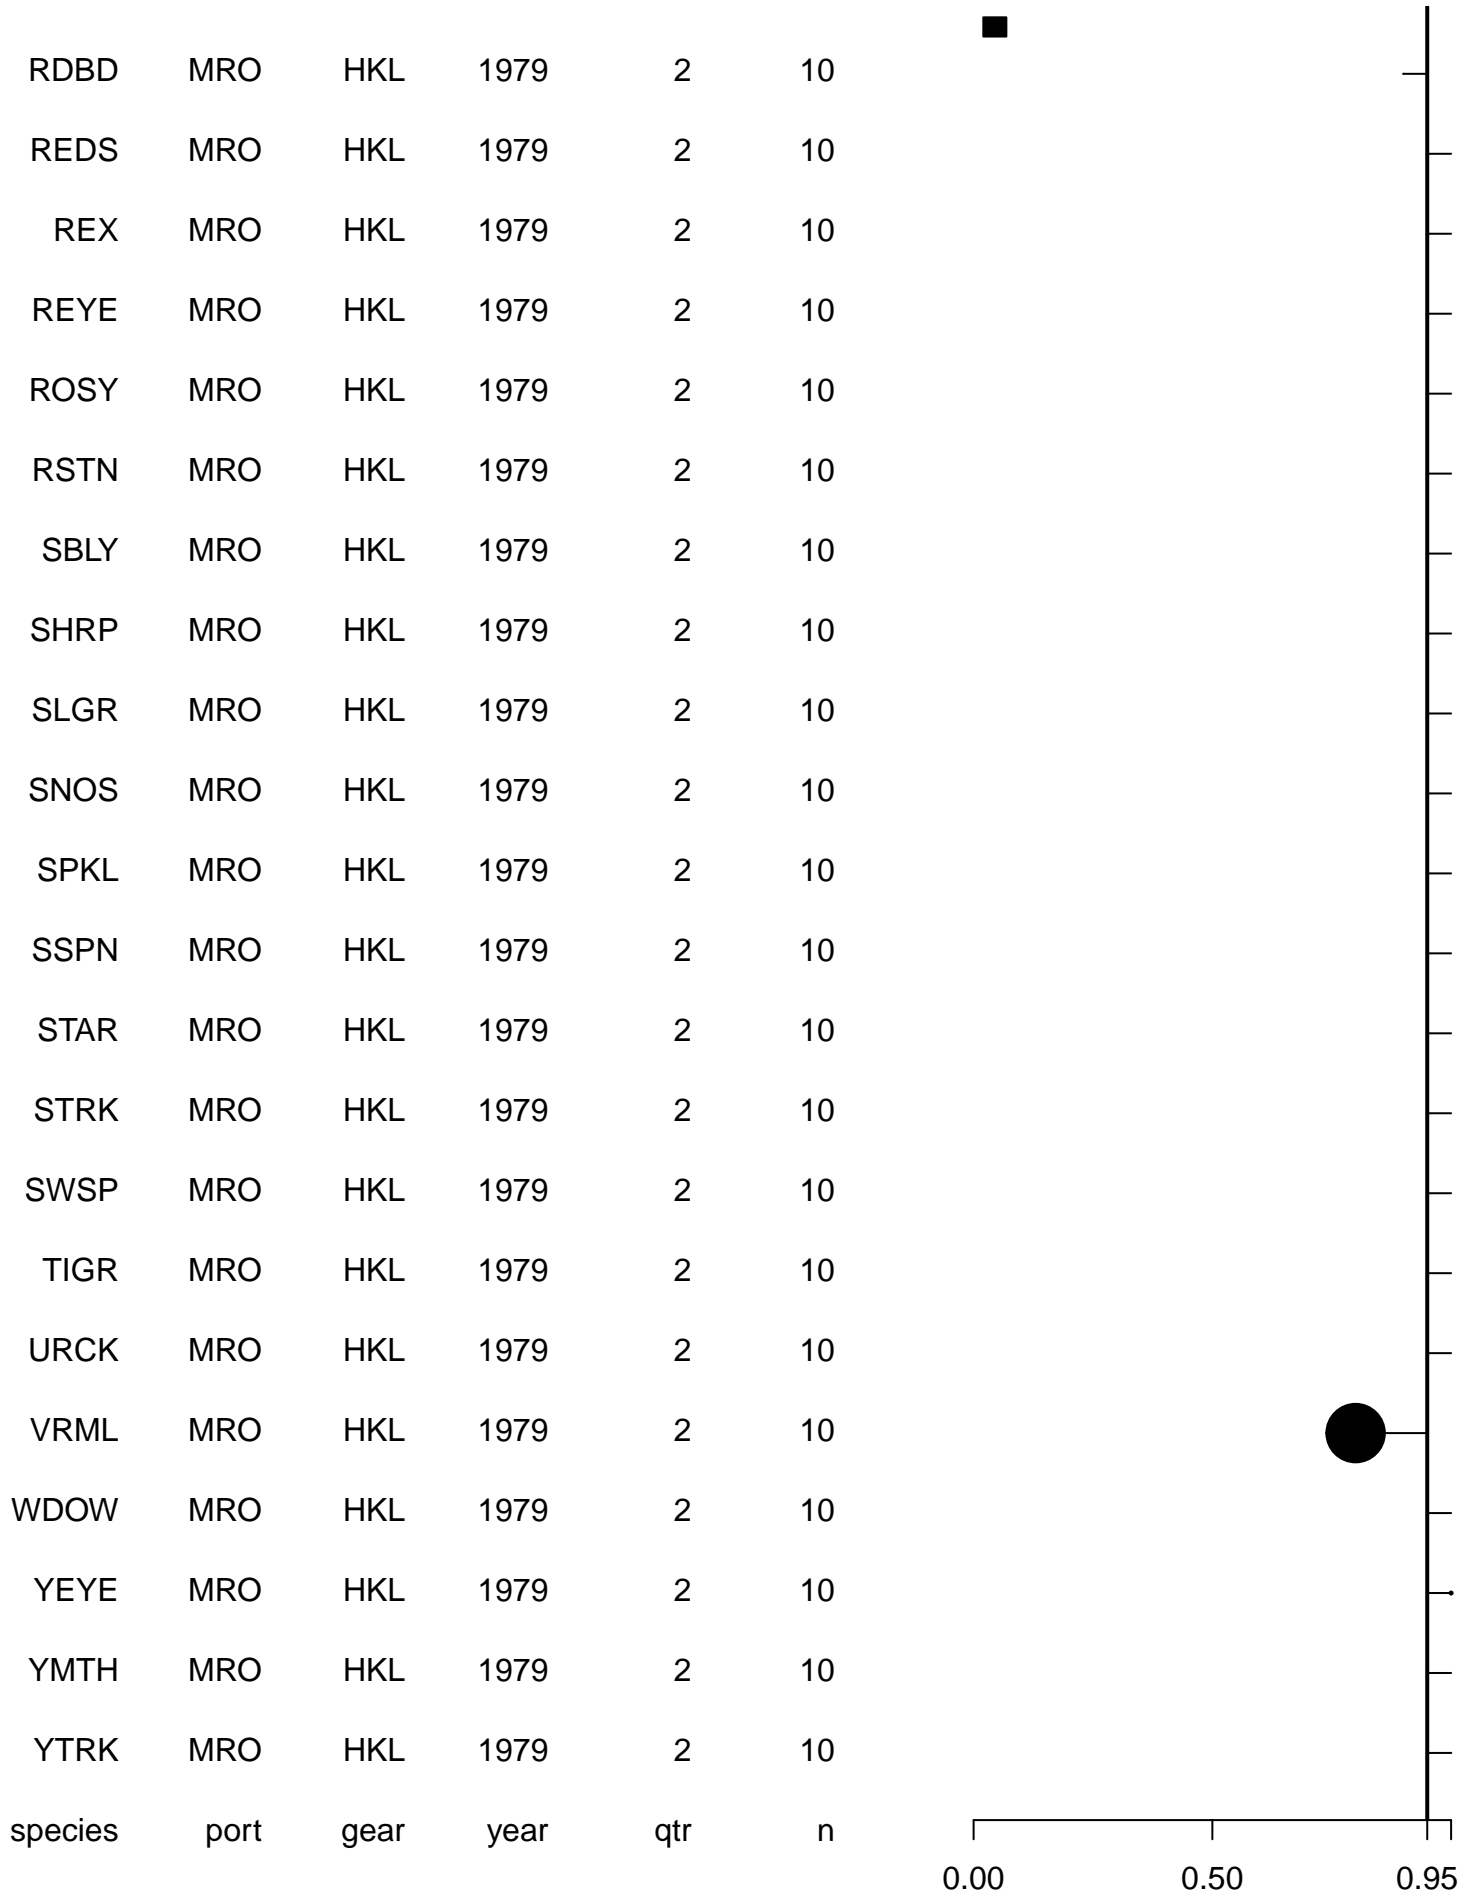 RDBD MRO HKL 1979 2 10
REDS MRO HKL 1979 2 10
REX MRO HKL 1979 2 10
REYE MRO HKL 1979 2 10
ROSY MRO HKL 1979 2 10
RSTN MRO HKL 1979 2 10
SBLY MRO HKL 1979 2 10
SHRP MRO HKL 1979 2 10
SLGR MRO HKL 1979 2 10
SNOS MRO HKL 1979 2 10
SPKL MRO HKL 1979 2 10
SSPN MRO HKL 1979 2 10
STAR MRO HKL 1979 2 10
STRK MRO HKL 1979 2 10
SWSP MRO HKL 1979 2 10
TIGR MRO HKL 1979 2 10
URCK MRO HKL 1979 2 10
VRML MRO HKL 1979 2 10
WDOW MRO HKL 1979 2 10
YEYE MRO HKL 1979 2 10
YMTH MRO HKL 1979 2 10
YTRK MRO HKL 1979 2 10
species port gear year qtr n
0.00 0.50 0.95